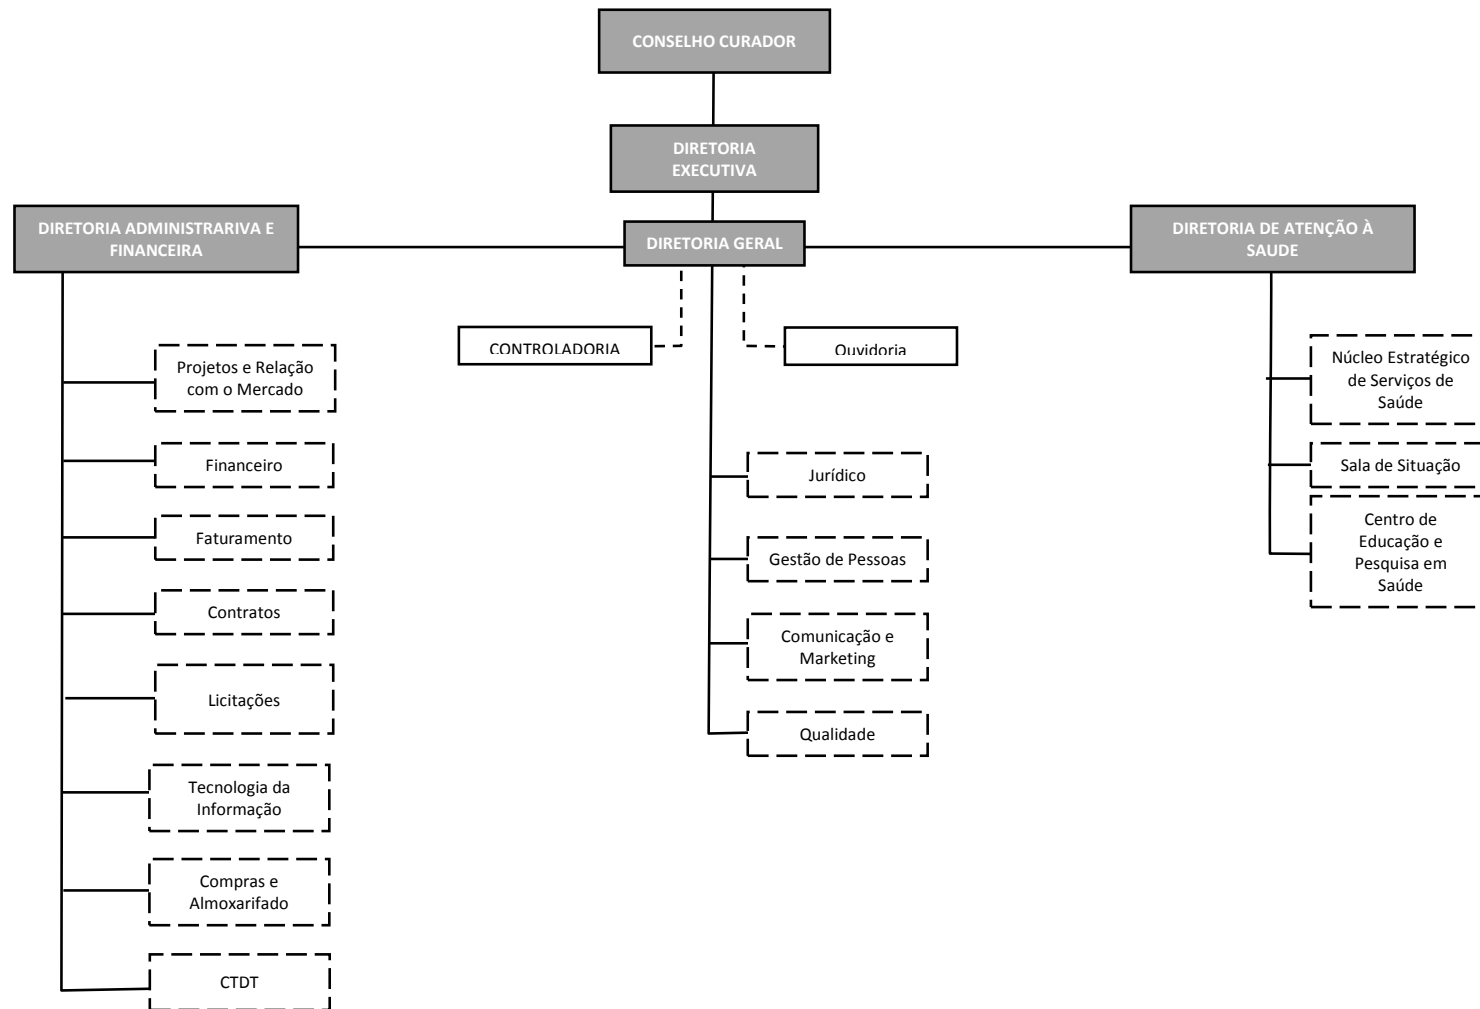 CONSELHO CURADOR
DIRETORIA
EXECUTIVA
DIRETORIA ADMINISTRARIVA E
FINANCEIRA
DIRETORIA GERAL
DIRETORIA DE ATENÇÃO À
SAUDE
CONTROLADORIA
Ouvidoria
Projetos e Relação
com o Mercado
Financeiro
Faturamento
Contratos
Licitações
Tecnologia da
Informação
Compras e
Almoxarifado
CTDT
Jurídico
Gestão de Pessoas
Comunicação e
Marketing
Qualidade
Núcleo Estratégico
de Serviços de
Saúde
Sala de Situação
Centro de
Educação e
Pesquisa em
Saúde